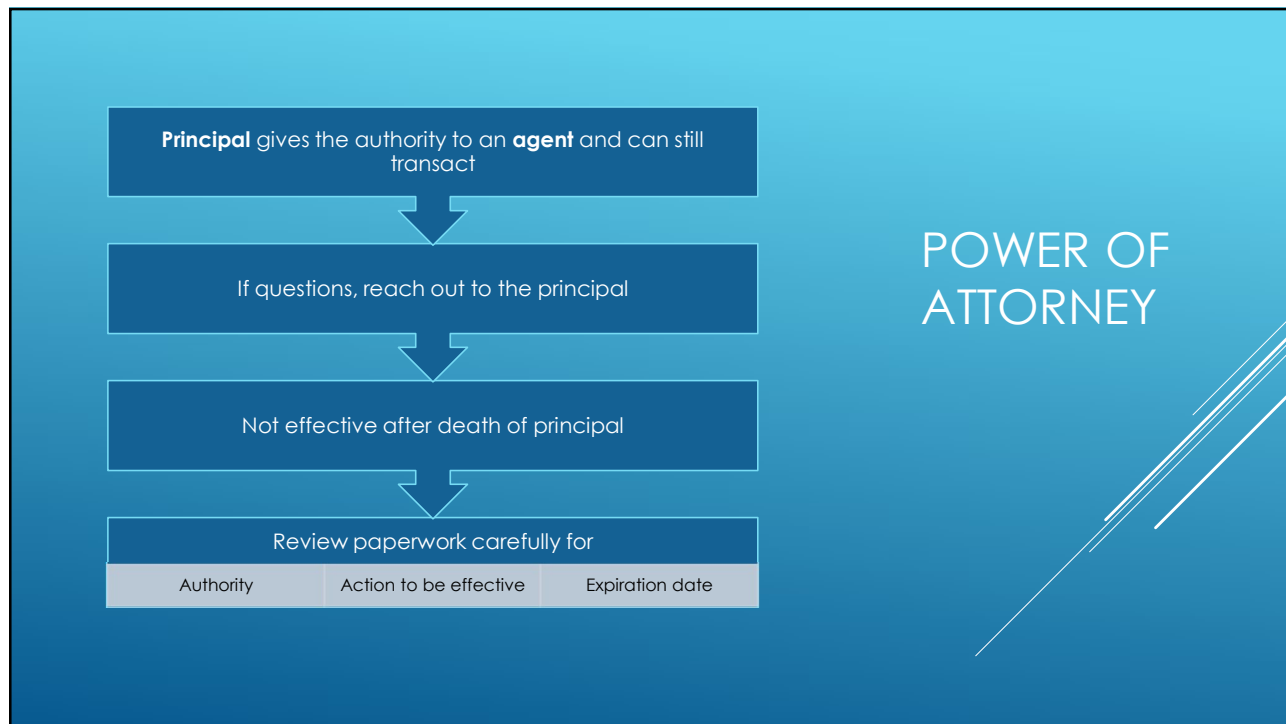 Principal gives the authority to an agent and can still
transact
If questions, reach out to the principal
Not effective after death of principal
Review paperwork carefully for
Authority
Action to be effective
Expiration date
POWER OF
ATTORNEY